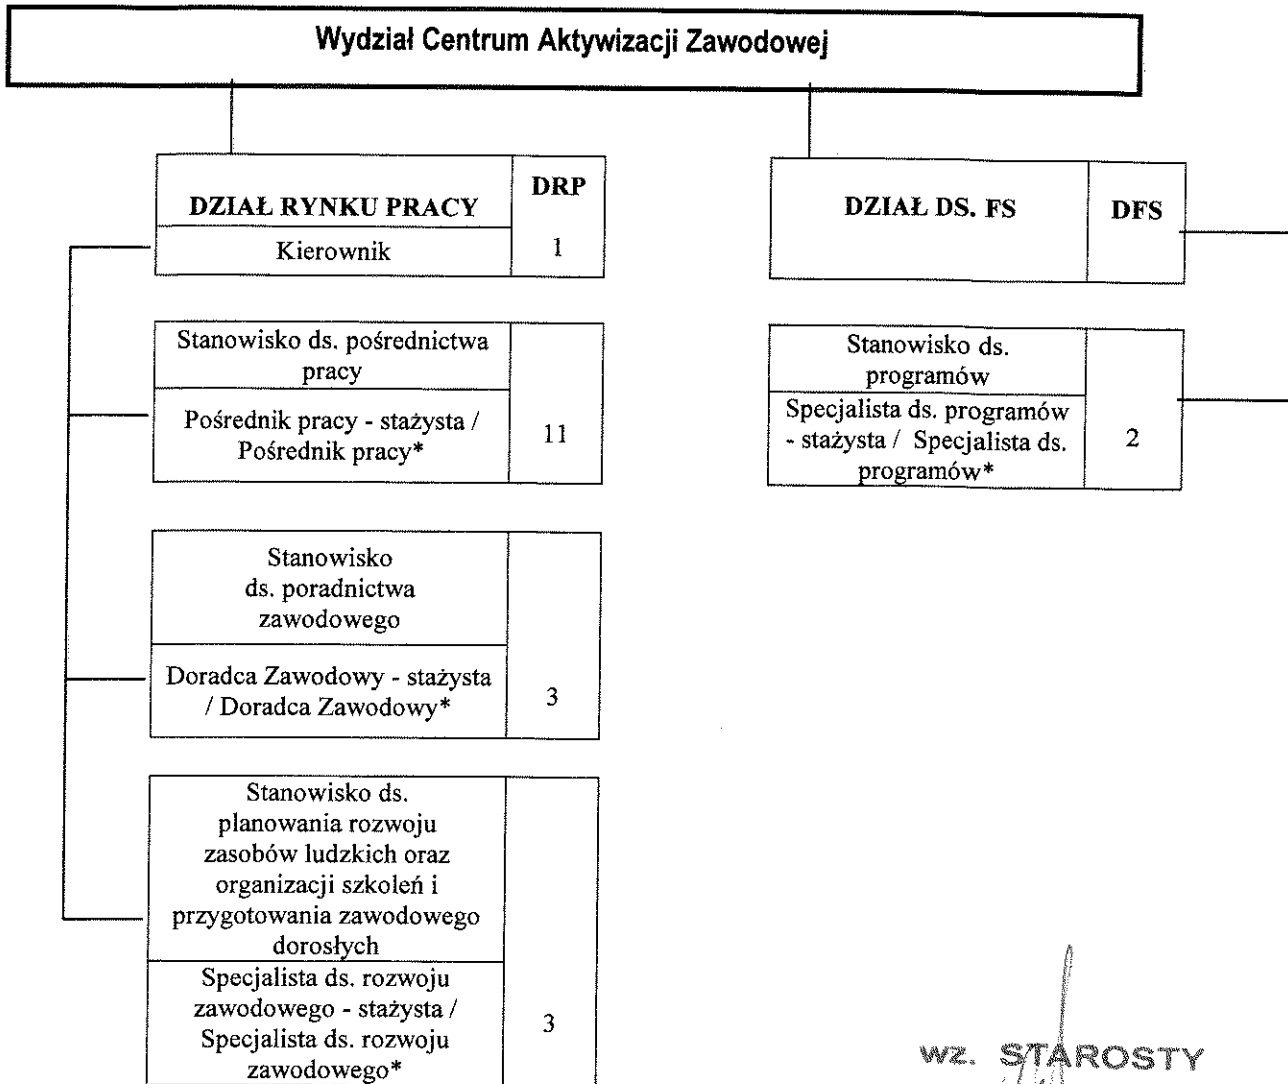 Wydział Centrum Aktywizacji Zawodowej
DZIAŁ RYNKU PRACY
DRP
Kierownik
1
Stanowisko ds. pośrednictwa
pracy
Pośrednik pracy - stażysta /
Pośrednik pracy*
11
Stanowisko
ds. poradnictwa
zawodowego
Doradca Zawodowy - stażysta
/ Doradca Zawodowy*
3
Stanowisko ds.
planowania rozwoju
zasobów ludzkich oraz
organizacji szkoleń i
przygotowania zawodowego
dorosłych
Specjalista ds. rozwoju
zawodowego - stażysta /
Specjalista ds. rozwoju
zawodowego*
3
DZIAŁ DS. FS
DFS
Stanowisko ds.
programów
Specjalista ds. programów
- stażysta / Specjalista ds.
programów*
2
wz. STAROSTY